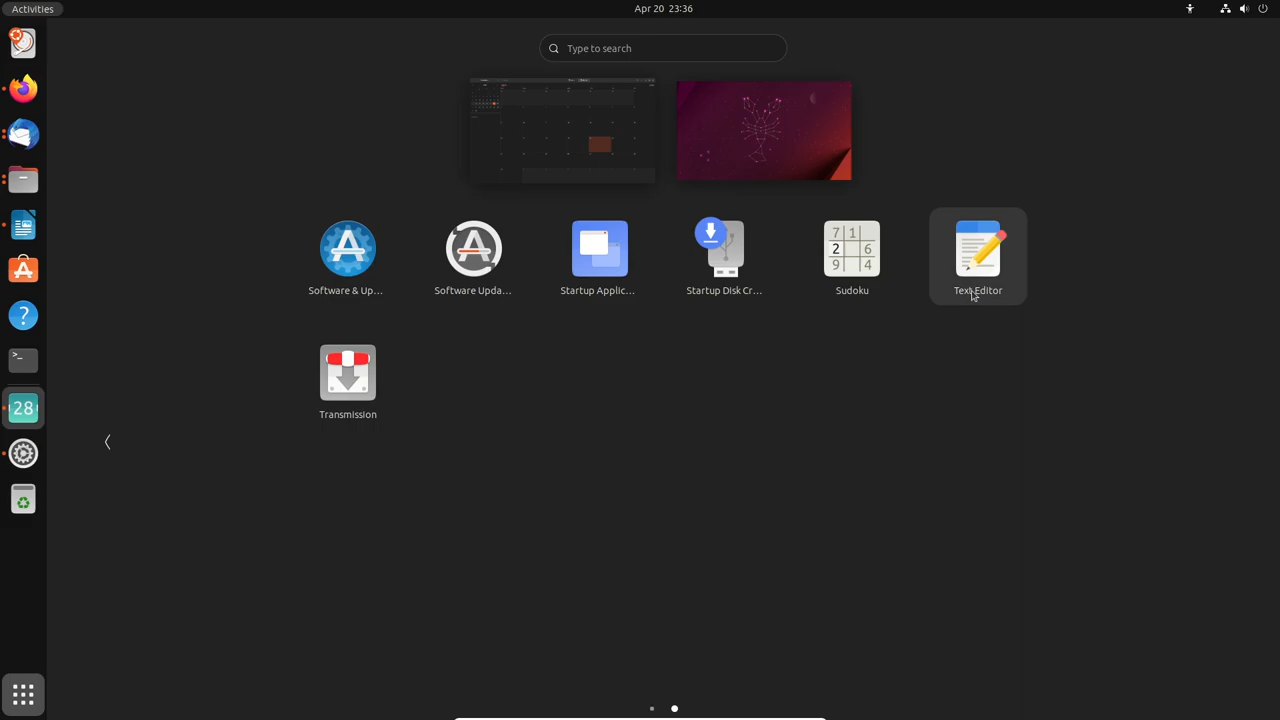 Activities
Apr 20 23:36
Type to search
Software & Up...
Software Upda...
Startup Applic...
Startup Disk Cr...
Sudoku
Text Editor
Transmission
28